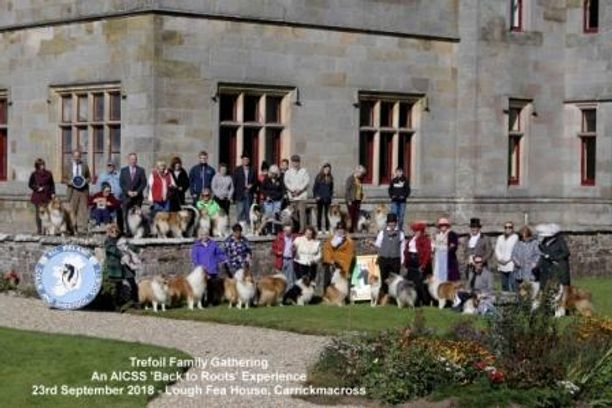 Trefoil Family Gathering
An AICSS 'Back to Roots' Experience
23rd September 2018 - Lough Fea House, Carrickmacross